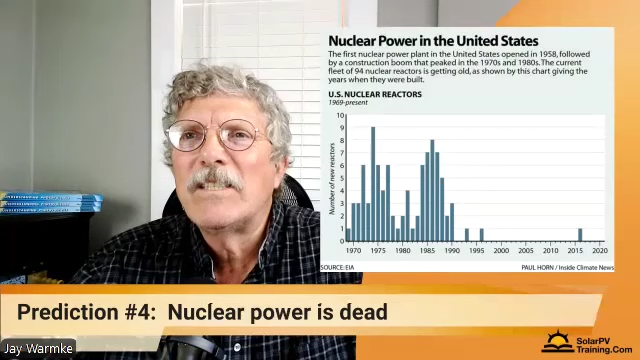 Nuclear Power in the United States
The first nuclear power plant in the United States opened in 1958, followed
by a construction boom that peaked in the 1970s and 1980s. The current
fleet of 94 nuclear reactors is getting old, as shown by this chart giving the
years when they were built.
U.S. NUCLEAR REACTORS
1969-present
Number of new reactors
10
9
8
7
6
5
4
3
2
1
0
1970 1975 1980 1985 1990 1995 2000 2005 2010 2015 2020
SOURCE: EIA
PAUL HORN / Inside Climate News
Prediction #4: Nuclear power is dead
Jay Warmke
SolarPV
Training.Com